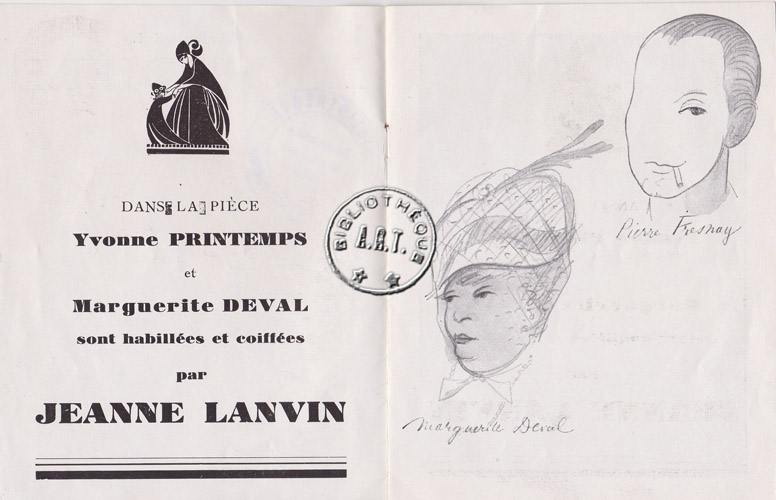 DANS LA PIÈCE
Yvonne PRINTEMPS
et
Marguerite DEVAL
sont habillées et coiffées
par
JEANNE LANVIN
BIBLIOTHÈQUE
A.R.T.
Pierre Fresnay
Marguerite Deval